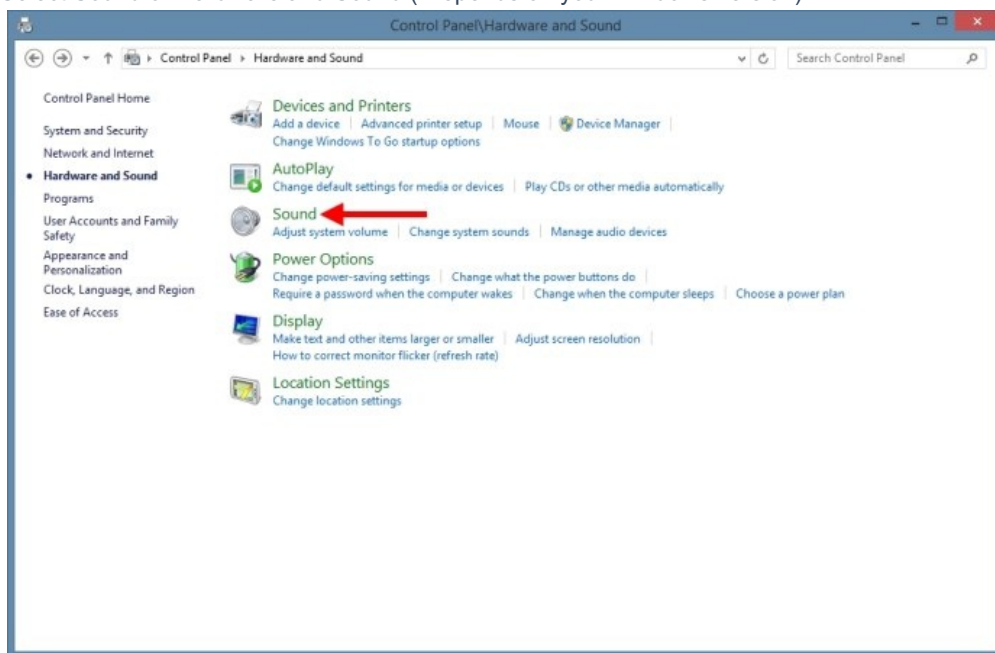 Control Panel\Hardware and Sound
Control Panel Hardware and Sound
Search Control Panel
Control Panel Home
System and Security
Network and Internet
Hardware and Sound
Programs
User Accounts and Family
Safety
Appearance and
Personalization
Clock, Language, and Region
Ease of Access
Devices and Printers
Add a device Advanced printer setup Mouse Device Manager
Change Windows To Go startup options
AutoPlay
Change default settings for media or devices Play CDs or other media automatically
Sound
Adjust system volume Change system sounds Manage audio devices
Power Options
Change power-saving settings Change what the power buttons do
Require a password when the computer wakes Change when the computer sleeps Choose a power plan
Display
Make text and other items larger or smaller Adjust screen resolution
How to correct monitor flicker (refresh rate)
Location Settings
Change location settings